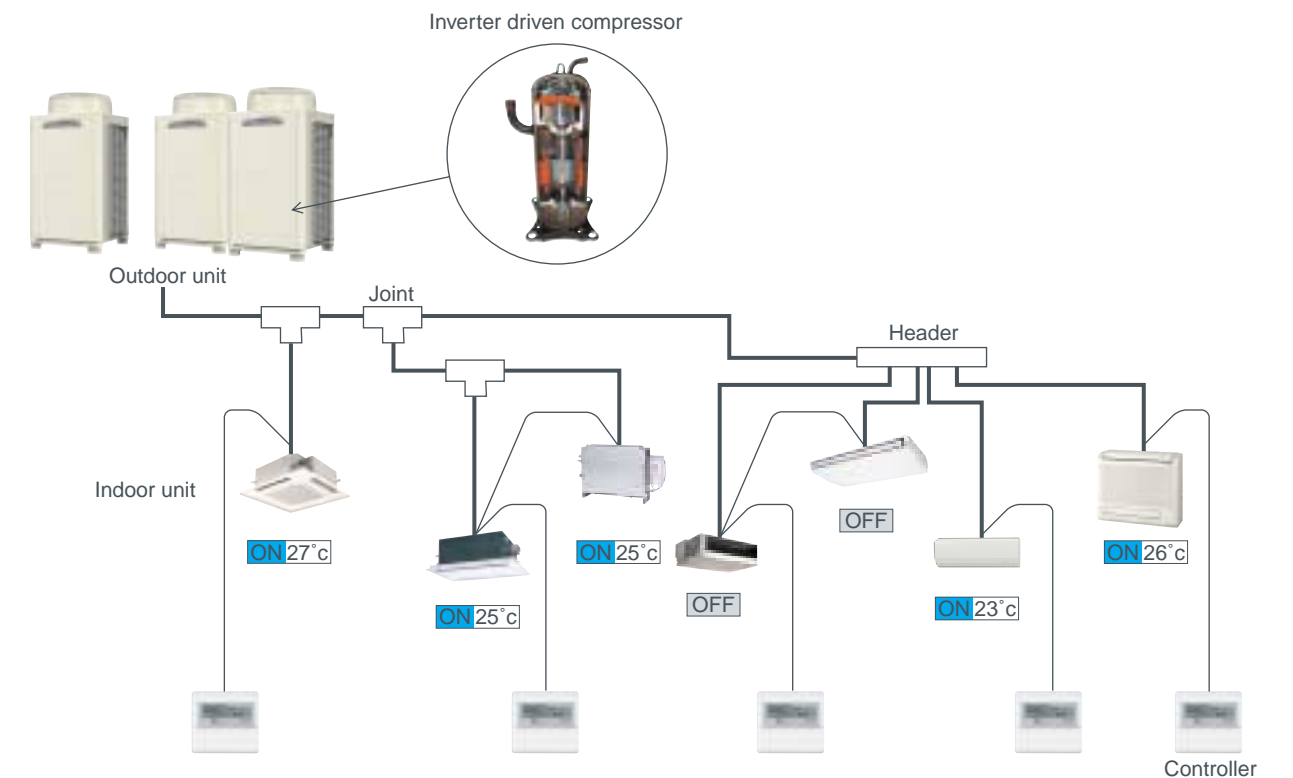 Inverter driven compressor
Outdoor unit
Joint
Header
Indoor unit
OFF
ON 27˚c
ON 25˚c
ON 26˚c
OFF
ON 25˚c
ON 23˚c
Controller